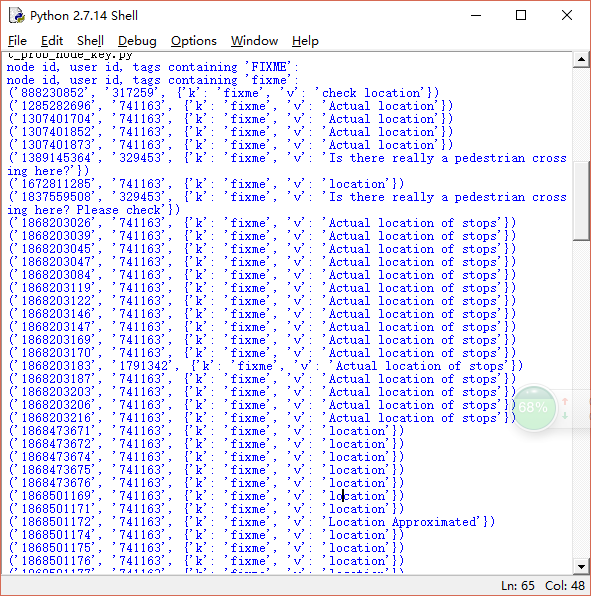 Python 2.7.14 Shell
File Edit Shell Debug Options Window Help
t_prob_node_key.py
node id, user id, tags containing 'FIXME':
node id, user id, tags containing 'fixme':
('888230852', '317259', {'k': 'fixme', 'v': 'check location'})
('1285282696', '741163', {'k': 'fixme', 'v': 'Actual location'})
('1307401704', '741163', {'k': 'fixme', 'v': 'Actual location'})
('1307401852', '741163', {'k': 'fixme', 'v': 'Actual location'})
('1307401873', '741163', {'k': 'fixme', 'v': 'Actual location'})
('1389145364', '329453', {'k': 'fixme', 'v': 'Is there really a pedestrian cross
ing here?'})
('1672811285', '741163', {'k': 'fixme', 'v': 'location'})
('1837559508', '329453', {'k': 'fixme', 'v': 'Is there really a pedestrian cross
ing here? Please check'})
('1868203026', '741163', {'k': 'fixme', 'v': 'Actual location of stops'})
('1868203039', '741163', {'k': 'fixme', 'v': 'Actual location of stops'})
('1868203045', '741163', {'k': 'fixme', 'v': 'Actual location of stops'})
('1868203047', '741163', {'k': 'fixme', 'v': 'Actual location of stops'})
('1868203084', '741163', {'k': 'fixme', 'v': 'Actual location of stops'})
('1868203119', '741163', {'k': 'fixme', 'v': 'Actual location of stops'})
('1868203122', '741163', {'k': 'fixme', 'v': 'Actual location of stops'})
('1868203146', '741163', {'k': 'fixme', 'v': 'Actual location of stops'})
('1868203147', '741163', {'k': 'fixme', 'v': 'Actual location of stops'})
('1868203169', '741163', {'k': 'fixme', 'v': 'Actual location of stops'})
('1868203170', '741163', {'k': 'fixme', 'v': 'Actual location of stops'})
('1868203183', '1791342', {'k': 'fixme', 'v': 'Actual location of stops'})
('1868203187', '741163', {'k': 'fixme', 'v': 'Actual location of stops'})
('1868203203', '741163', {'k': 'fixme', 'v': 'Actual location of stops'})
('1868203206', '741163', {'k': 'fixme', 'v': 'Actual location of stops'})
('1868203216', '741163', {'k': 'fixme', 'v': 'Actual location of stops'})
('1868473671', '741163', {'k': 'fixme', 'v': 'location'})
('1868473672', '741163', {'k': 'fixme', 'v': 'location'})
('1868473674', '741163', {'k': 'fixme', 'v': 'location'})
('1868473675', '741163', {'k': 'fixme', 'v': 'location'})
('1868473676', '741163', {'k': 'fixme', 'v': 'location'})
('1868501169', '741163', {'k': 'fixme', 'v': 'location'})
('1868501171', '741163', {'k': 'fixme', 'v': 'location'})
('1868501172', '741163', {'k': 'fixme', 'v': 'Location Approximated'})
('1868501174', '741163', {'k': 'fixme', 'v': 'location'})
('1868501175', '741163', {'k': 'fixme', 'v': 'location'})
('1868501176', '741163', {'k': 'fixme', 'v': 'location'})
('1868501177', '741163', {'k': 'fixme', 'v': 'location'})
68%
Ln: 65 Col: 48